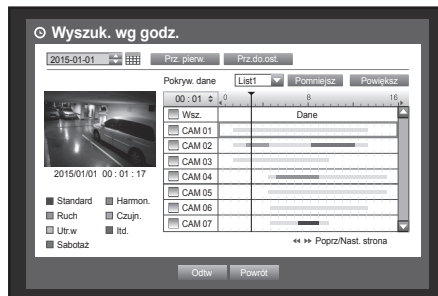 Wyszuk. wg godz.
2015-01-01
Prz. pierw.
Prz.do.ost.
Pokryw. dane
List1
Pomniejsz
Powiększ
00 : 01
0 8 16
Wsz.
Dane
CAM 01
CAM 02
CAM 03
CAM 04
CAM 05
CAM 06
CAM 07
2015/01/01 00 : 01 : 17
Standard
Harmon.
Ruch
Czujn.
Utr.w
Itd.
Sabotaż
Poprz/Nast. strona
Odtw
Powrót